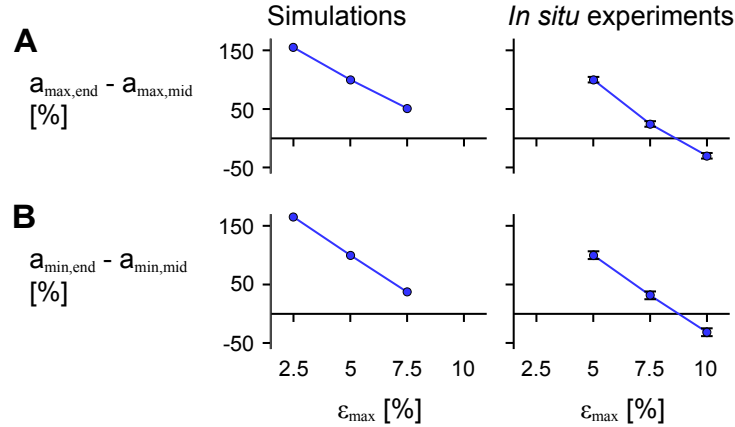 Simulations
In situ experiments
A
a_max,end - a_max,mid
[%]
150
50
-50
B
a_min,end - a_min,mid
[%]
150
50
-50
2.5 5 7.5 10
2.5 5 7.5 10
ε_max [%]
ε_max [%]